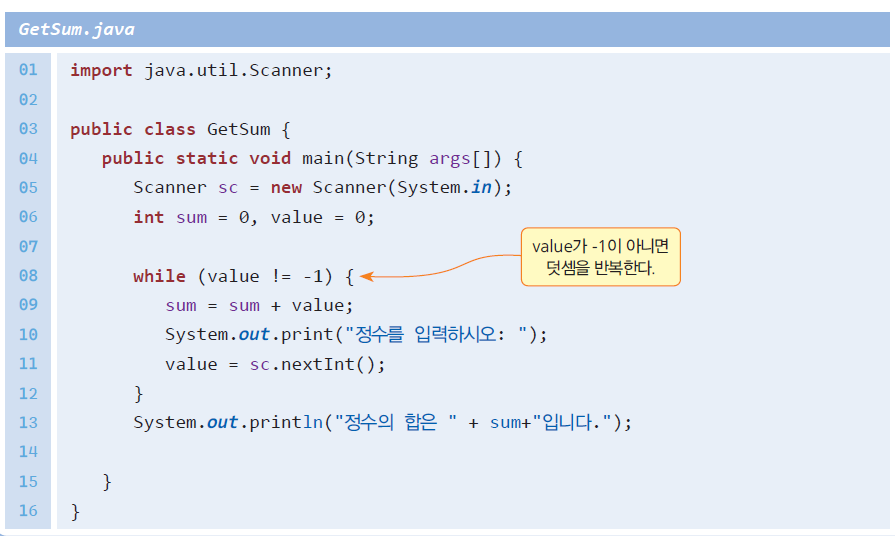 GetSum.java
01 import java.util.Scanner;
02
03 public class GetSum {
04 public static void main(String args[]) {
05 Scanner sc = new Scanner(System.in);
06 int sum = 0, value = 0;
07
value가 -1이 아니면
덧셈을 반복한다.
08 while (value != -1) {
09 sum = sum + value;
10 System.out.print("정수를 입력하시오: ");
11 value = sc.nextInt();
12 }
13 System.out.println("정수의 합은 " + sum+"입니다.");
14
15 }
16 }